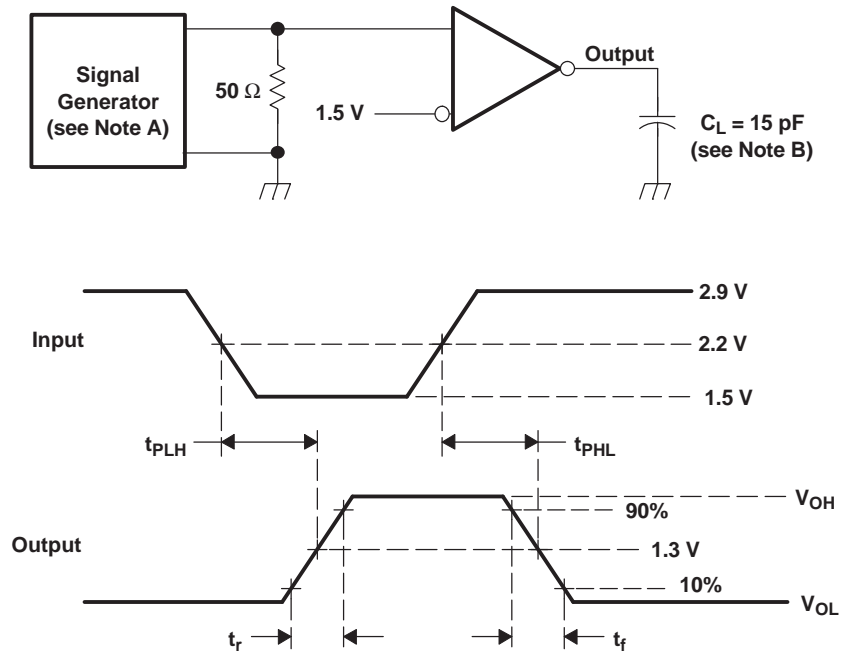 Signal
Generator
(see Note A)
50 Ω
1.5 V
Output
C_L = 15 pF
(see Note B)
Input
2.9 V
2.2 V
1.5 V
t_PLH
t_PHL
Output
V_OH
90%
1.3 V
10%
V_OL
t_r
t_f